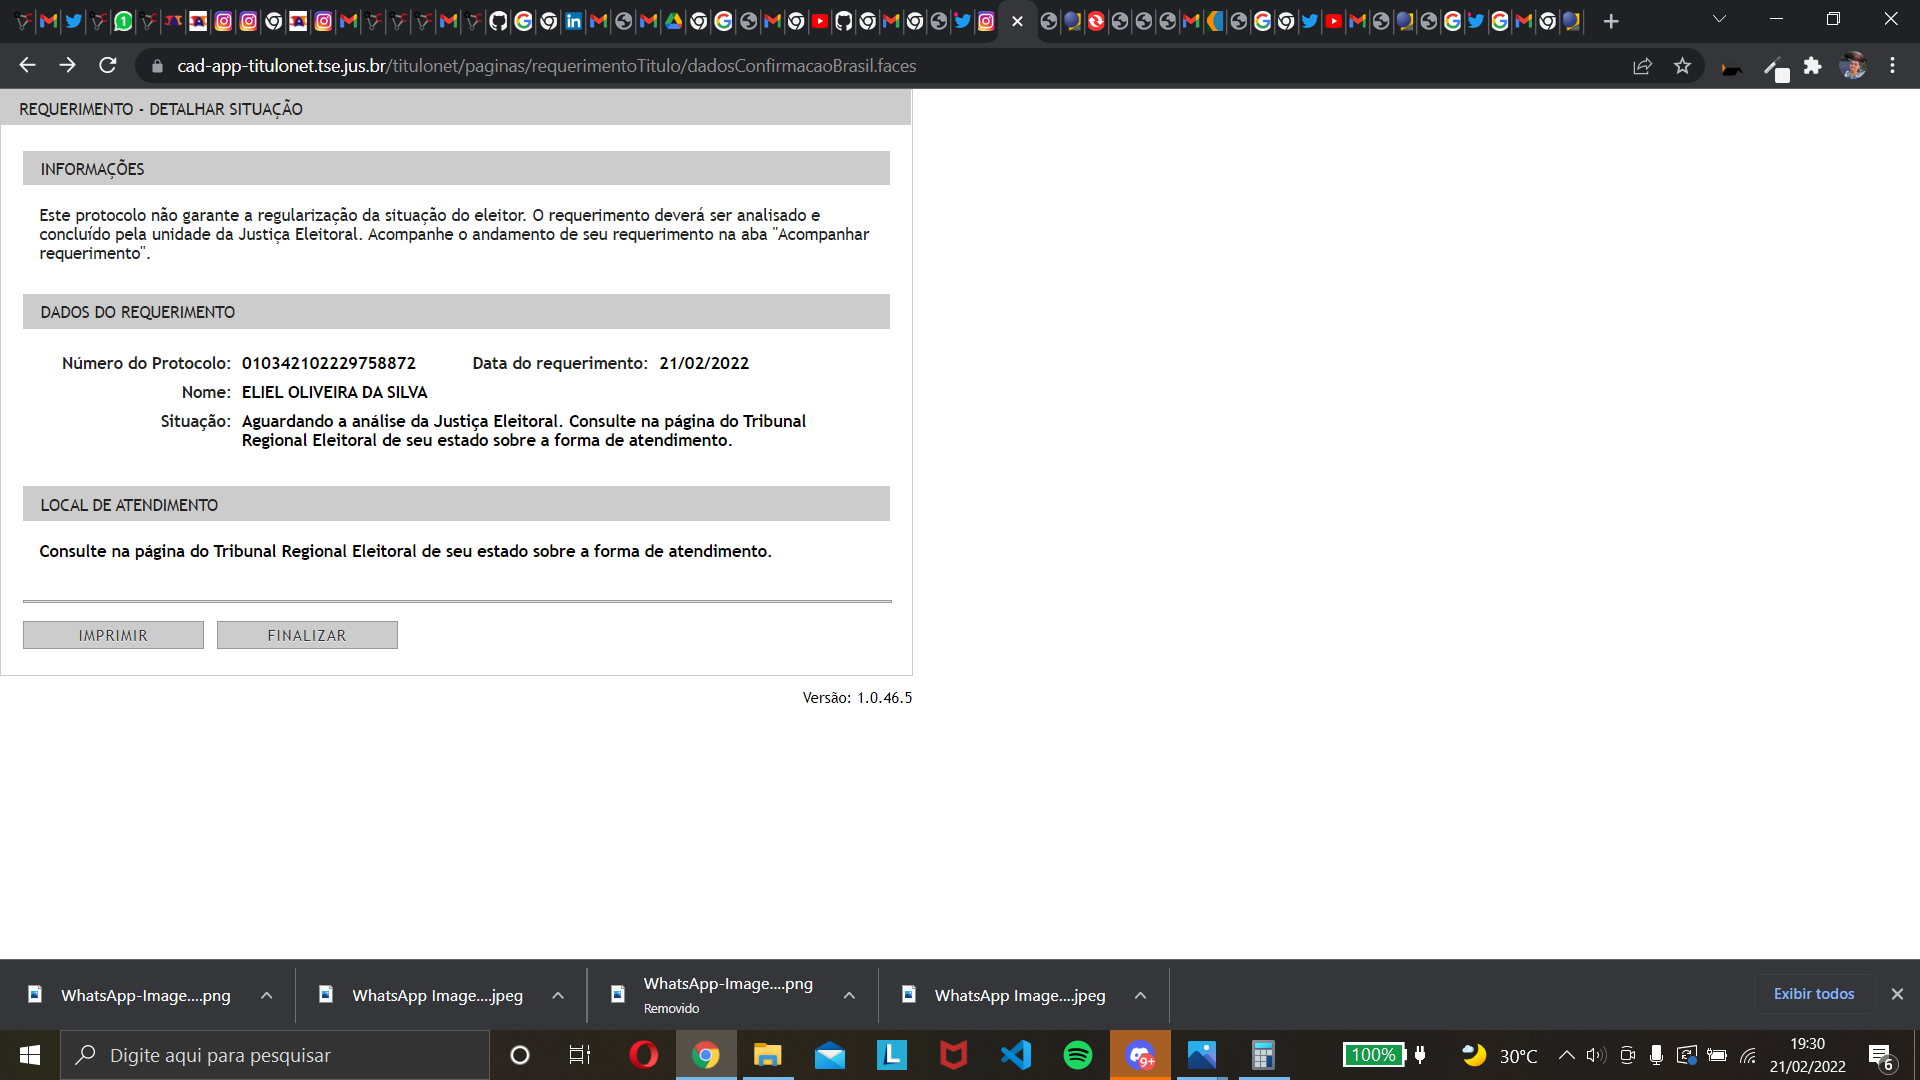 cad-app-titulonet.tse.jus.br/titulonet/paginas/requerimentoTitulo/dadosConfirmacaoBrasil.faces
REQUERIMENTO - DETALHAR SITUAÇÃO
INFORMAÇÕES
Este protocolo não garante a regularização da situação do eleitor. O requerimento deverá ser analisado e
concluído pela unidade da Justiça Eleitoral. Acompanhe o andamento de seu requerimento na aba "Acompanhar
requerimento".
DADOS DO REQUERIMENTO
Número do Protocolo: 010342102229758872 Data do requerimento: 21/02/2022
Nome: ELIEL OLIVEIRA DA SILVA
Situação: Aguardando a análise da Justiça Eleitoral. Consulte na página do Tribunal
Regional Eleitoral de seu estado sobre a forma de atendimento.
LOCAL DE ATENDIMENTO
Consulte na página do Tribunal Regional Eleitoral de seu estado sobre a forma de atendimento.
IMPRIMIR FINALIZAR
Versão: 1.0.46.5
WhatsApp-Image....png WhatsApp Image....jpeg WhatsApp-Image....png WhatsApp Image....jpeg Exibir todos
Removido
Digite aqui para pesquisar 9+ 100% 30°C 19:30
21/02/2022 6